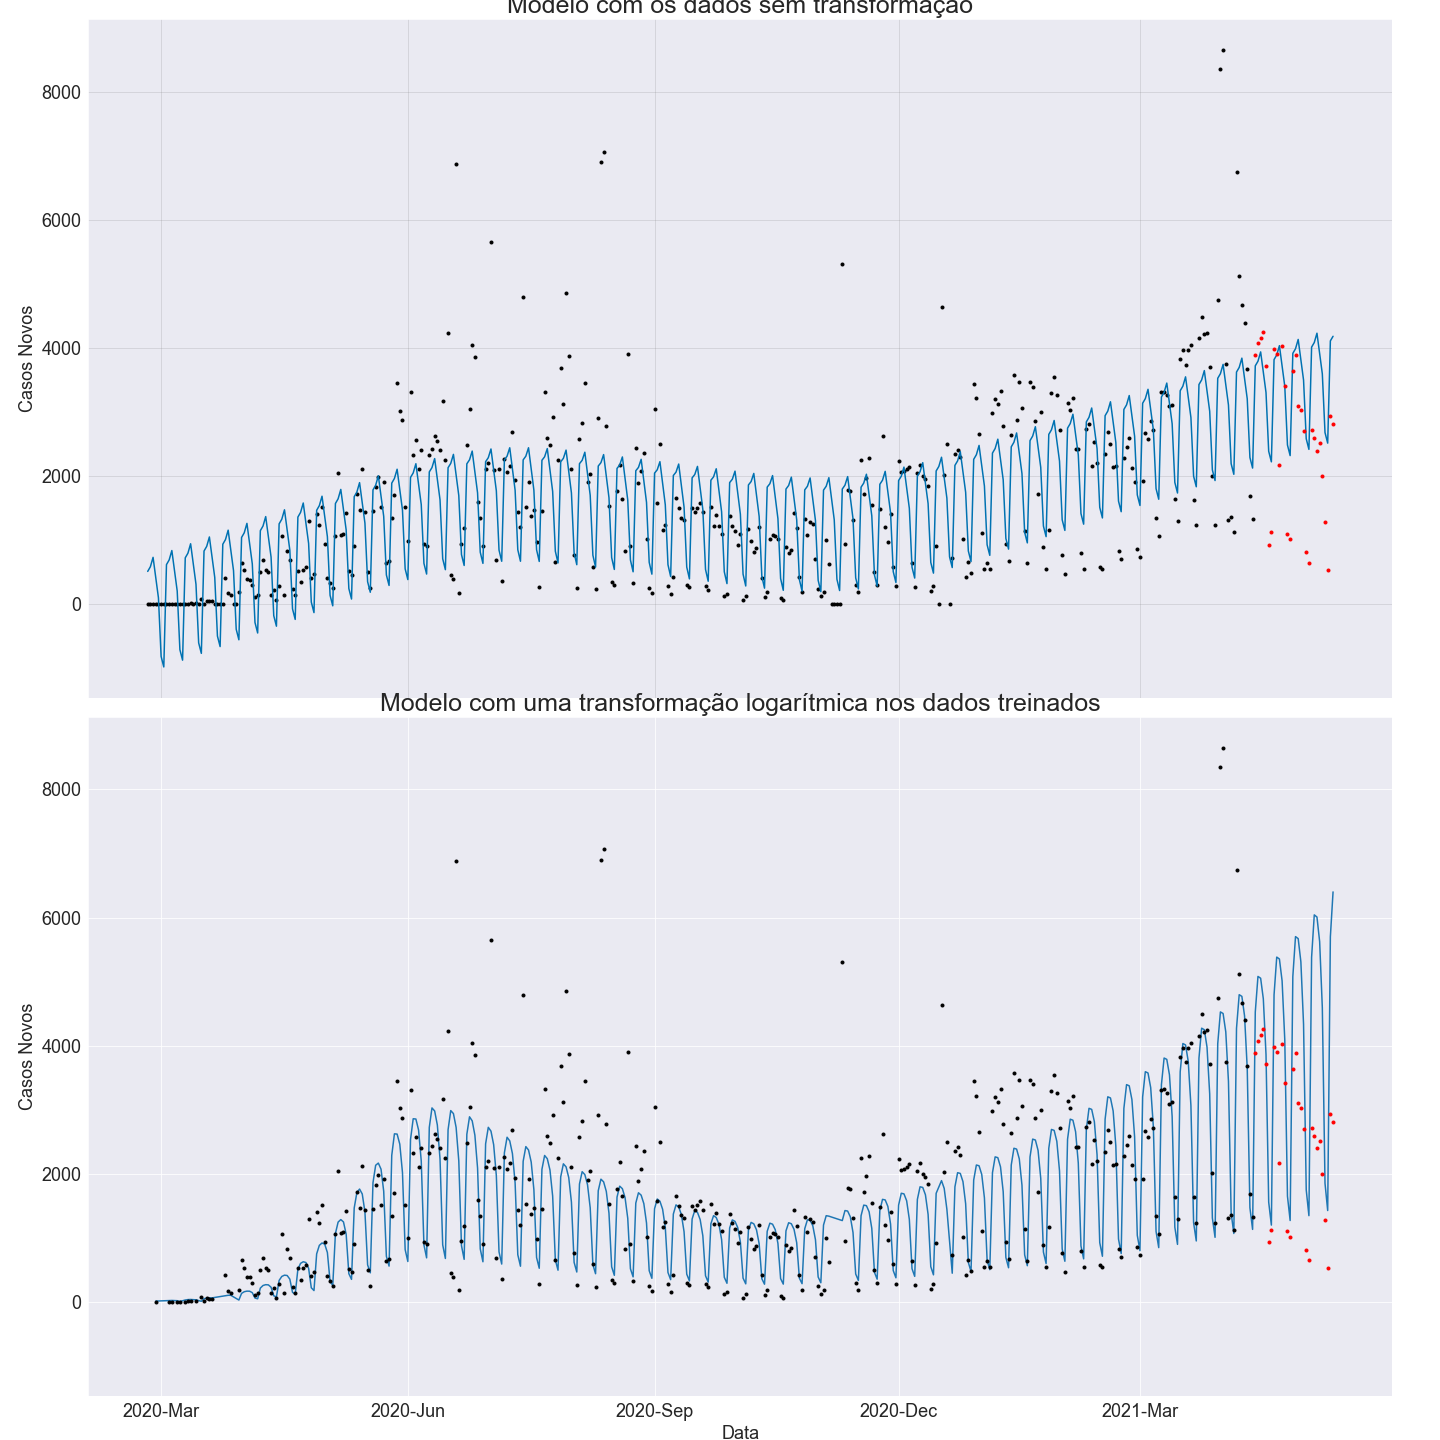 Modelo com os dados sem transformação
8000
6000
4000
2000
0
Casos Novos
Modelo com uma transformação logarítmica nos dados treinados
8000
6000
4000
2000
0
Casos Novos
2020-Mar 2020-Jun 2020-Sep 2020-Dec 2021-Mar
Data